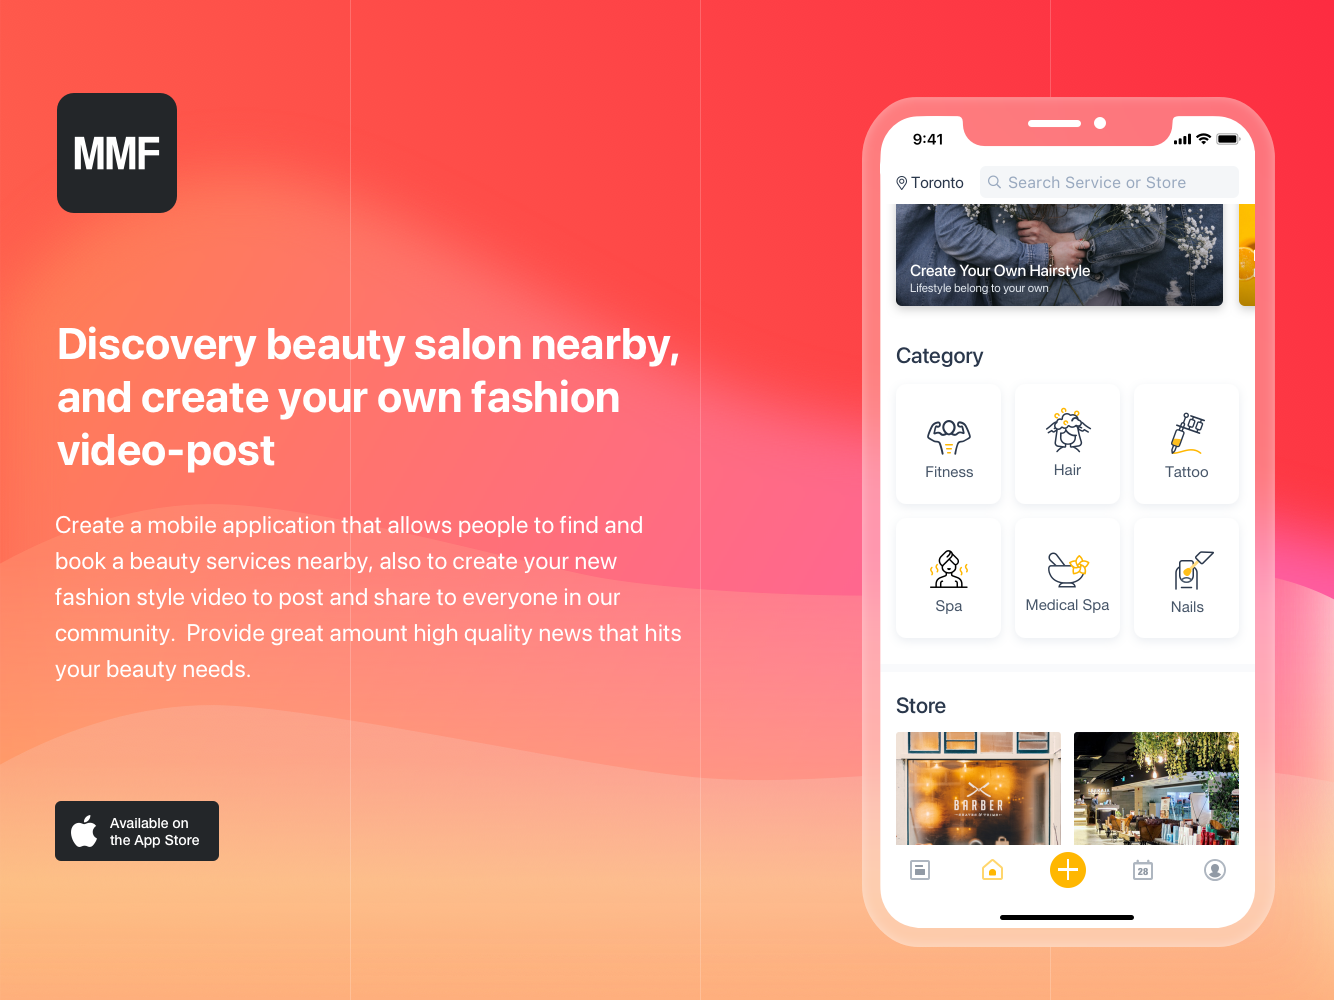 MMF
Discovery beauty salon nearby,
and create your own fashion
video-post
Create a mobile application that allows people to find and
book a beauty services nearby, also to create your new
fashion style video to post and share to everyone in our
community.  Provide great amount high quality news that hits
your beauty needs.
Available on
the App Store
9:41
Toronto
Search Service or Store
Create Your Own Hairstyle
Lifestyle belong to your own
Category
Fitness
Hair
Tattoo
Spa
Medical Spa
Nails
Store
BARBER
28